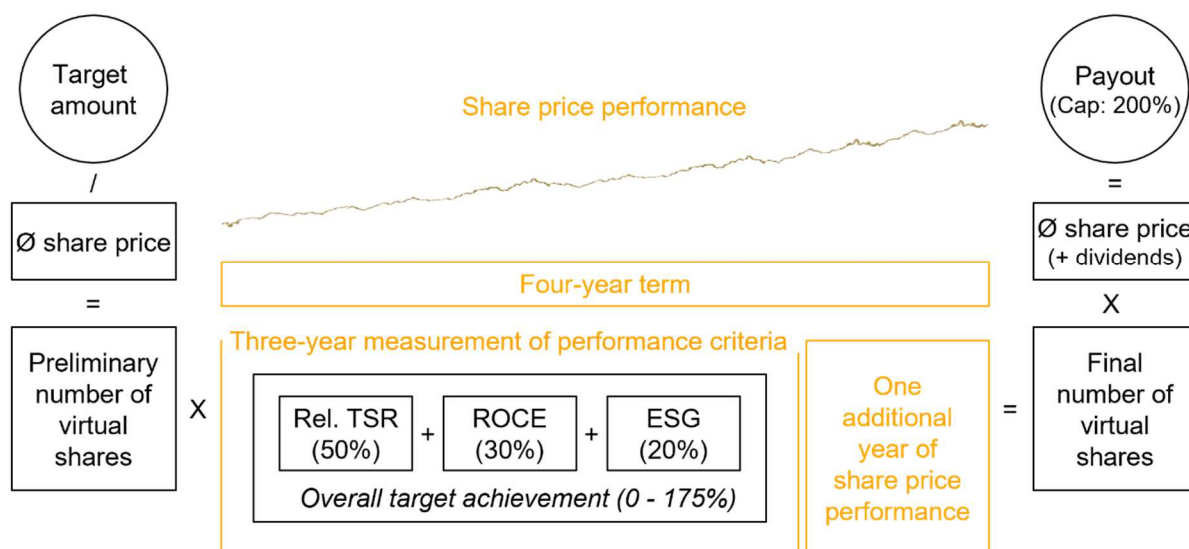 Target
amount
/
Ø share price
=
Preliminary
number of
virtual
shares
X
Share price performance
Four-year term
Three-year measurement of performance criteria
Rel. TSR
(50%)
+
ROCE
(30%)
+
ESG
(20%)
Overall target achievement (0 - 175%)
One
additional
year of
share price
performance
=
Payout
(Cap: 200%)
=
Ø share price
(+ dividends)
X
Final
number of
virtual
shares